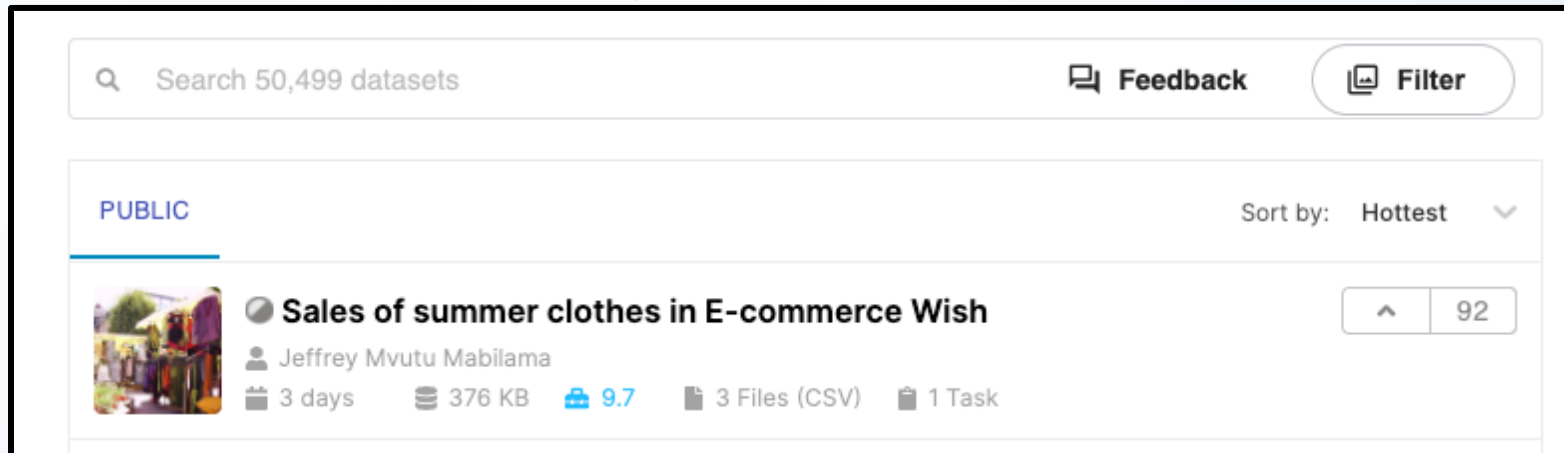 Search 50,499 datasets Feedback Filter
PUBLIC Sort by: Hottest
Sales of summer clothes in E-commerce Wish 92
Jeffrey Mvutu Mabilama
3 days 376 KB 9.7 3 Files (CSV) 1 Task